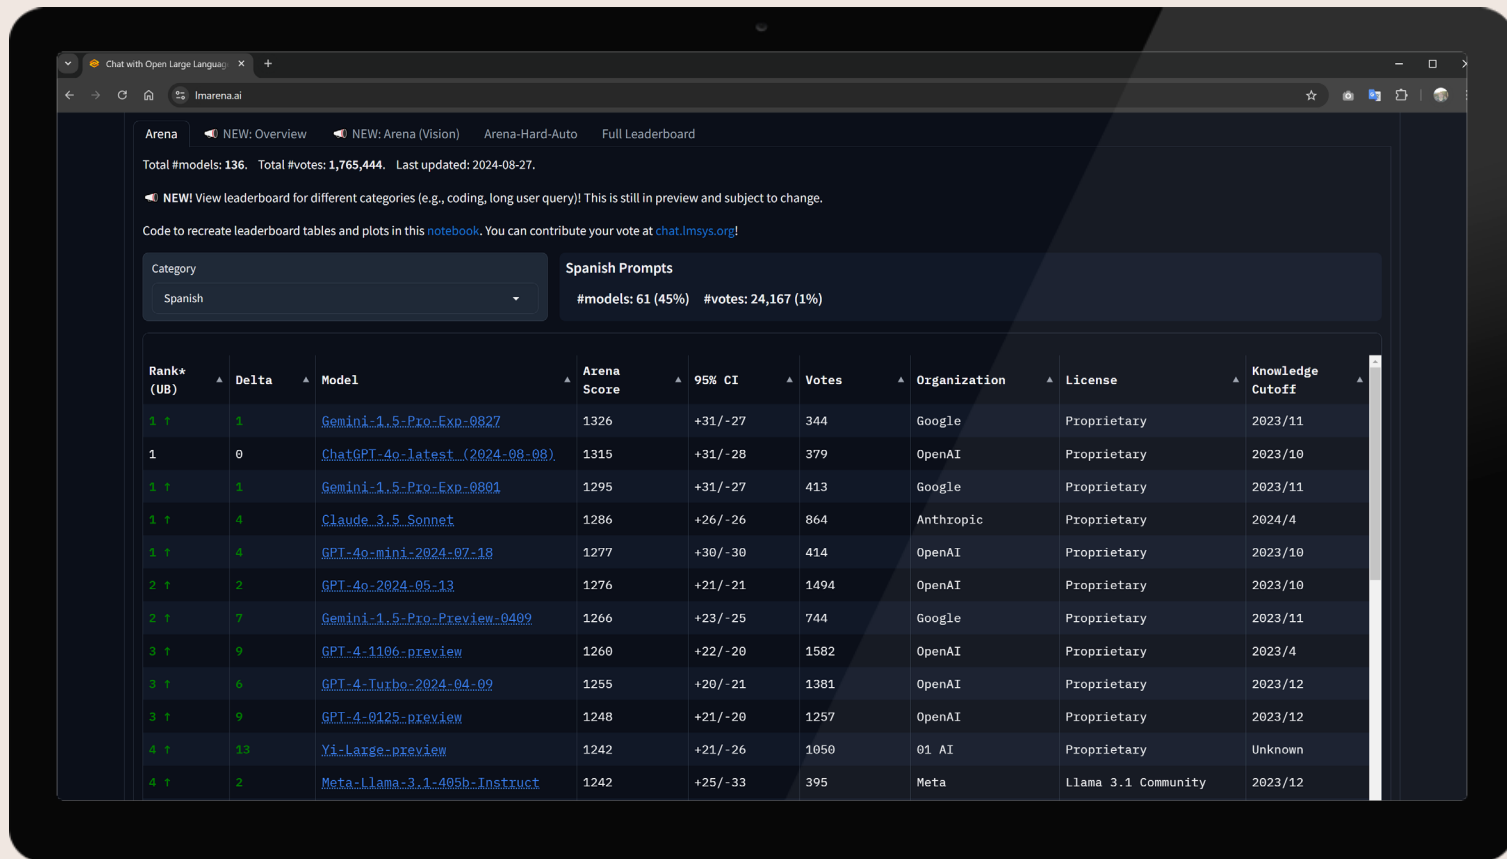 Chat with Open Large Languag
lmarena.ai
Arena NEW: Overview NEW: Arena (Vision) Arena-Hard-Auto Full Leaderboard
Total #models: 136. Total #votes: 1,765,444. Last updated: 2024-08-27.
NEW! View leaderboard for different categories (e.g., coding, long user query)! This is still in preview and subject to change.
Code to recreate leaderboard tables and plots in this notebook. You can contribute your vote at chat.lmsys.org!
Category
Spanish
Spanish Prompts
#models: 61 (45%) #votes: 24,167 (1%)
Rank* (UB) Delta Model Arena Score 95% CI Votes Organization License Knowledge Cutoff
1 ↑ 1 Gemini-1.5-Pro-Exp-0827 1326 +31/-27 344 Google Proprietary 2023/11
1 0 ChatGPT-4o-latest (2024-08-08) 1315 +31/-28 379 OpenAI Proprietary 2023/10
1 ↑ 1 Gemini-1.5-Pro-Exp-0801 1295 +31/-27 413 Google Proprietary 2023/11
1 ↑ 4 Claude 3.5 Sonnet 1286 +26/-26 864 Anthropic Proprietary 2024/4
1 ↑ 4 GPT-4o-mini-2024-07-18 1277 +30/-30 414 OpenAI Proprietary 2023/10
2 ↑ 2 GPT-4o-2024-05-13 1276 +21/-21 1494 OpenAI Proprietary 2023/10
2 ↑ 7 Gemini-1.5-Pro-Preview-0409 1266 +23/-25 744 Google Proprietary 2023/11
3 ↑ 9 GPT-4-1106-preview 1260 +22/-20 1582 OpenAI Proprietary 2023/4
3 ↑ 6 GPT-4-Turbo-2024-04-09 1255 +20/-21 1381 OpenAI Proprietary 2023/12
3 ↑ 9 GPT-4-0125-preview 1248 +21/-20 1257 OpenAI Proprietary 2023/12
4 ↑ 13 Yi-Large-preview 1242 +21/-26 1050 01 AI Proprietary Unknown
4 ↑ 2 Meta-Llama-3.1-405b-Instruct 1242 +25/-33 395 Meta Llama 3.1 Community 2023/12